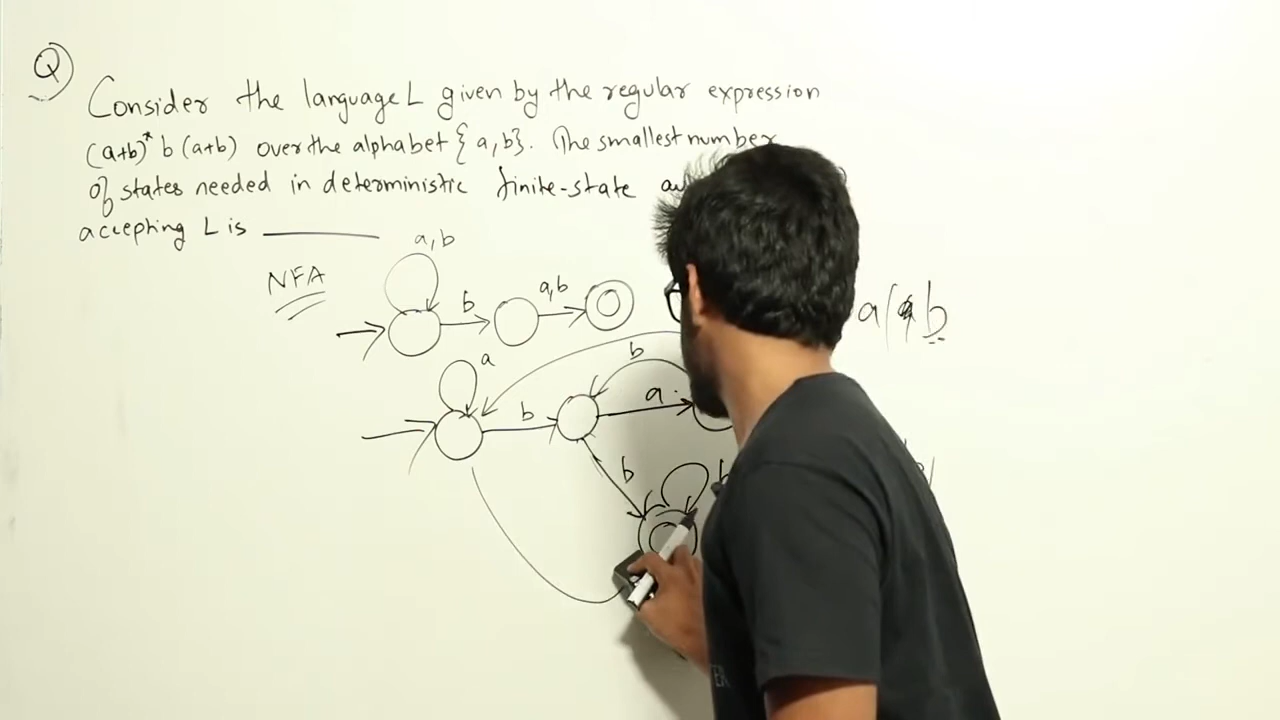 Q)
Consider the language L given by the regular expression
(a+b)* b (a+b) over the alphabet {a, b}. The smallest number
of states needed in deterministic finite-state
accepting L is ______
NFA
a, b
b
a,b
b
a
b
a
b